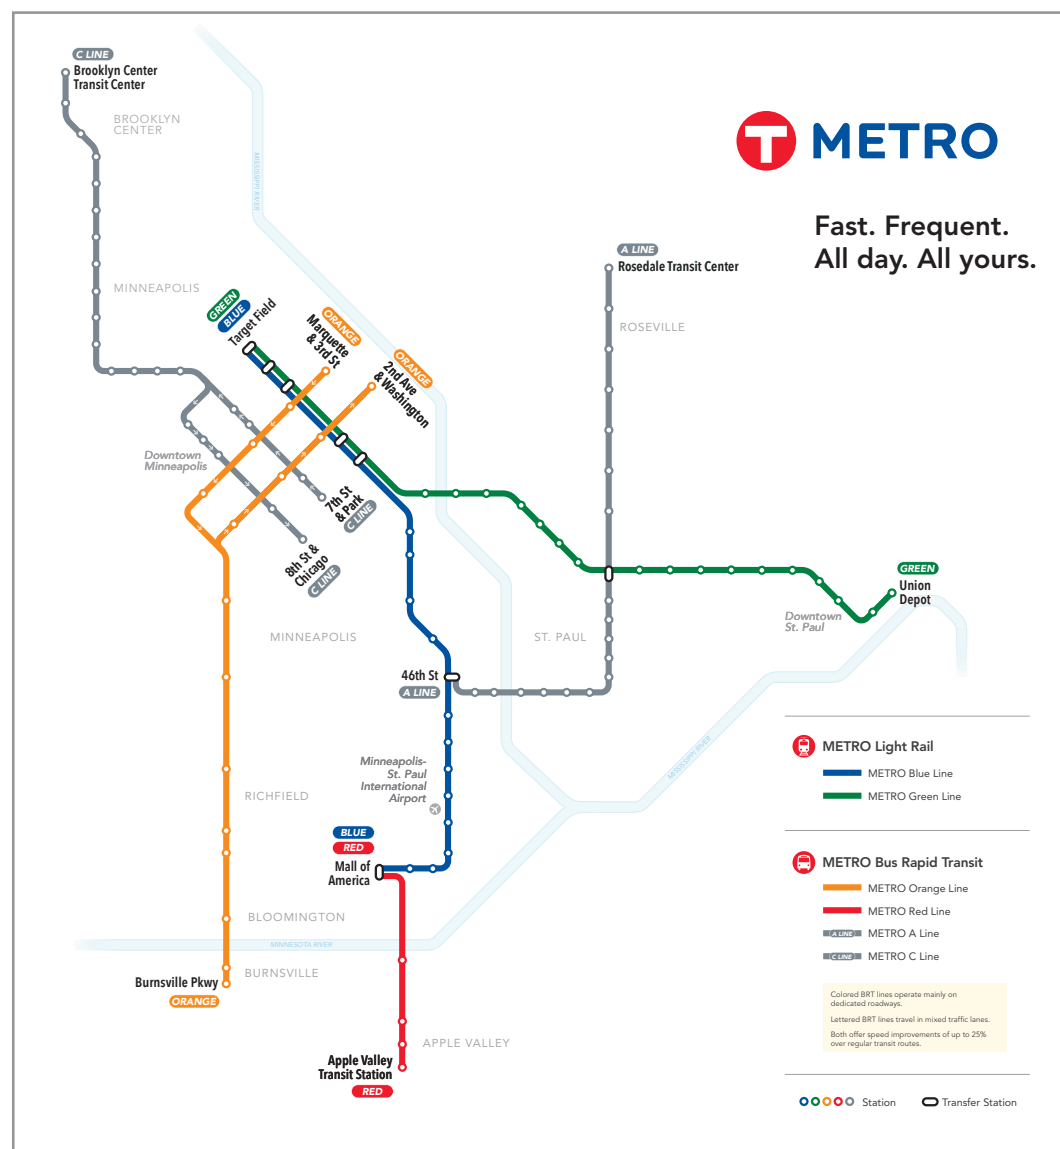 C LINE
Brooklyn Center
Transit Center
BROOKLYN
CENTER
MISSISSIPPI RIVER
T METRO
Fast. Frequent.
All day. All yours.
A LINE
Rosedale Transit Center
MINNEAPOLIS
ROSEVILLE
GREEN
BLUE
Target Field
ORANGE
Marquette
& 3rd St
ORANGE
2nd Ave
& Washington
Downtown
Minneapolis
7th St
& Park
C LINE
8th St &
Chicago
C LINE
GREEN
Union
Depot
Downtown
St. Paul
MINNEAPOLIS
ST. PAUL
46th St
A LINE
MISSISSIPPI RIVER
Minneapolis-
St. Paul
International
Airport
RICHFIELD
BLUE
RED
Mall of
America
BLOOMINGTON
MINNESOTA RIVER
BURNSVILLE
Burnsville Pkwy
ORANGE
APPLE VALLEY
Apple Valley
Transit Station
RED
METRO Light Rail
METRO Blue Line
METRO Green Line
METRO Bus Rapid Transit
METRO Orange Line
METRO Red Line
A LINE METRO A Line
C LINE METRO C Line
Colored BRT lines operate mainly on
dedicated roadways.
Lettered BRT lines travel in mixed traffic lanes.
Both offer speed improvements of up to 25%
over regular transit routes.
Station
Transfer Station